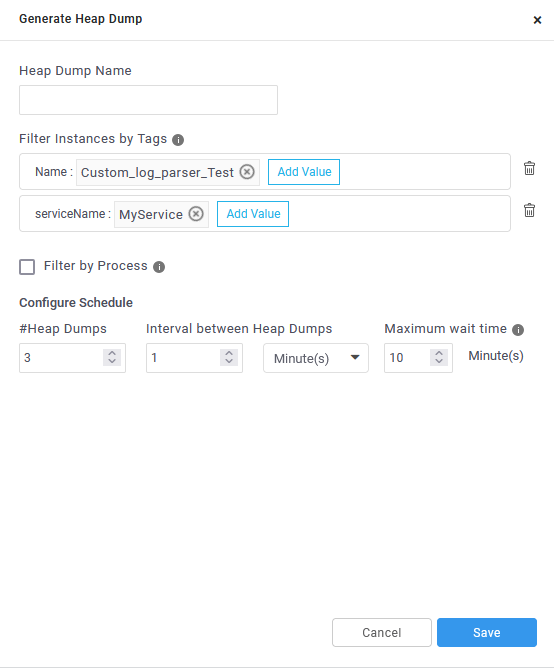 Generate Heap Dump ×
Heap Dump Name
Filter Instances by Tags i
Name : Custom_log_parser_Test Add Value
serviceName : MyService Add Value
Filter by Process i
Configure Schedule
#Heap Dumps Interval between Heap Dumps Maximum wait time i
3 1 Minute(s) 10 Minute(s)
Cancel Save